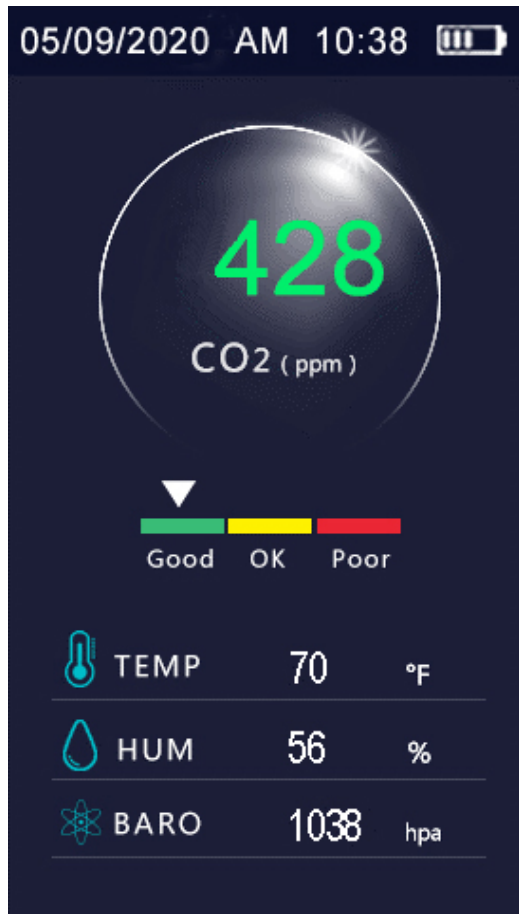 05/09/2020 AM 10:38
428
CO2 ( ppm )
Good OK Poor
TEMP 70 °F
HUM 56 %
BARO 1038 hpa